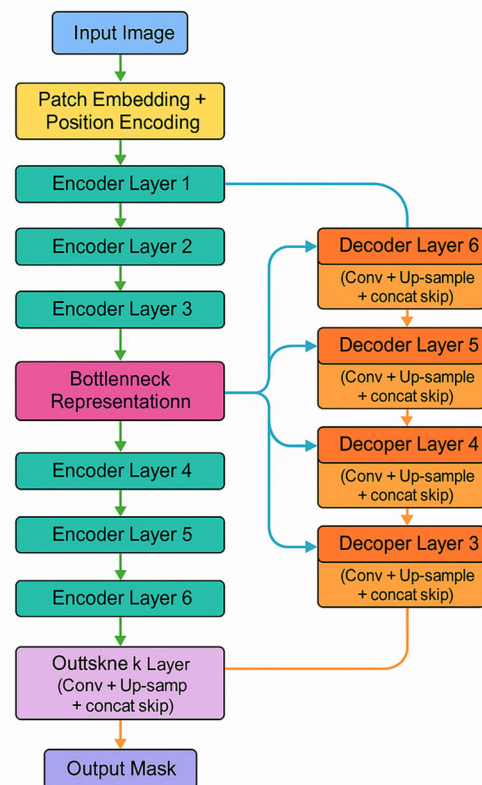 Input Image
Patch Embedding +
Position Encoding
Encoder Layer 1
Encoder Layer 2
Encoder Layer 3
Bottlenneck
Representationn
Encoder Layer 4
Encoder Layer 5
Encoder Layer 6
Outtskne k Layer
(Conv + Up-samp
+ concat skip)
Output Mask
Decoder Layer 6
(Conv + Up-sample
+ concat skip)
Decoder Layer 5
(Conv + Up-sample
+ concat skip)
Decoper Layer 4
(Conv + Up-sample
+ concat skip)
Decoper Layer 3
(Conv + Up-sample
+ concat skip)